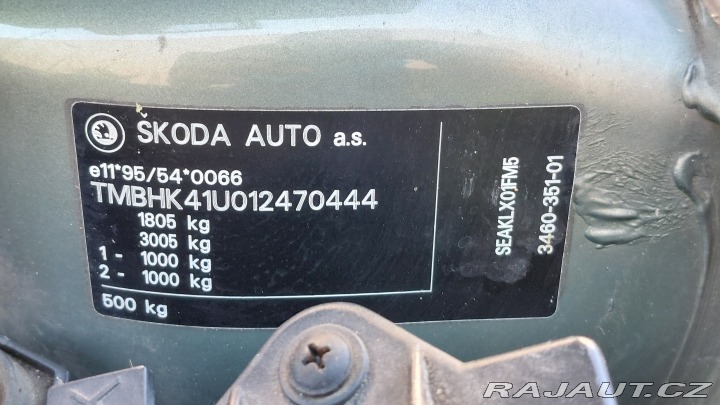 ŠKODA AUTO a.s.
e11*95/54*0066
TMBHK41U012470444
1805 kg
3005 kg
1 - 1000 kg
2 - 1000 kg
500 kg
SEAKLX01FM5
3460-351-01
RAJAUT.CZ